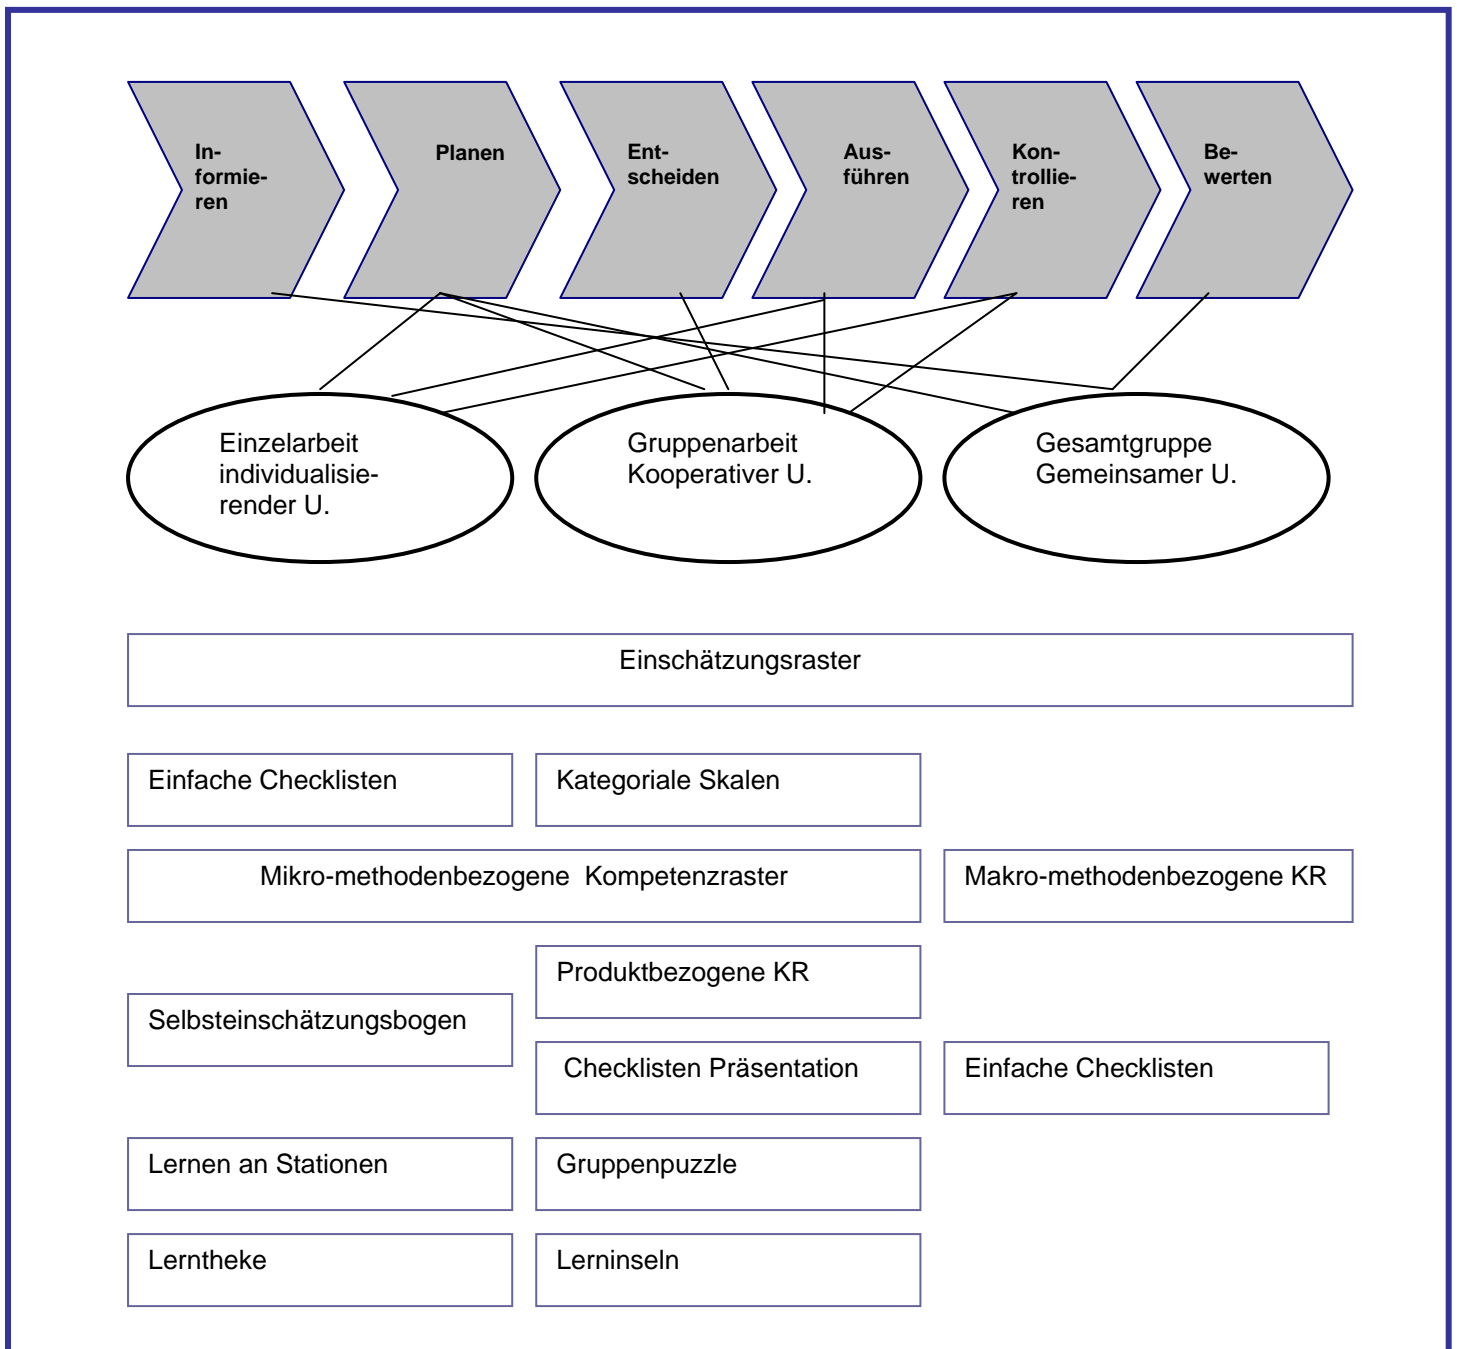 In-
formie-
ren
Planen
Ent-
scheiden
Aus-
führen
Kon-
trollie-
ren
Be-
werten
Einzelarbeit
individualisie-
render U.
Gruppenarbeit
Kooperativer U.
Gesamtgruppe
Gemeinsamer U.
Einschätzungsraster
Einfache Checklisten
Kategoriale Skalen
Mikro-methodenbezogene Kompetenzraster
Makro-methodenbezogene KR
Produktbezogene KR
Selbsteinschätzungsbogen
Checklisten Präsentation
Einfache Checklisten
Lernen an Stationen
Gruppenpuzzle
Lerntheke
Lerninseln